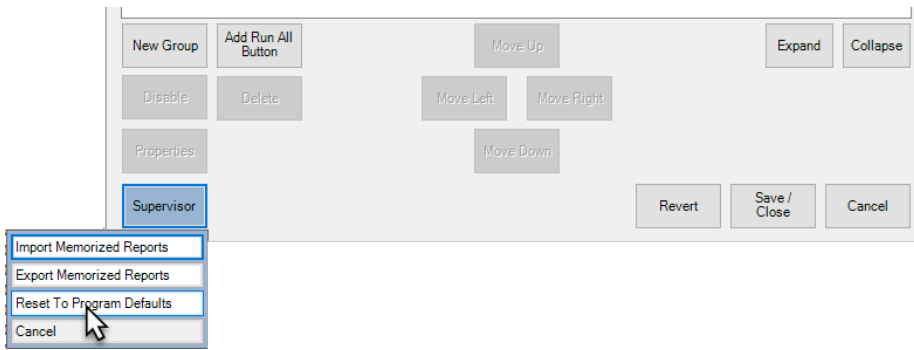 New Group
Add Run All
Button
Move Up
Expand
Collapse
Disable
Delete
Move Left
Move Right
Properties
Move Down
Supervisor
Revert
Save /
Close
Cancel
Import Memorized Reports
Export Memorized Reports
Reset To Program Defaults
Cancel